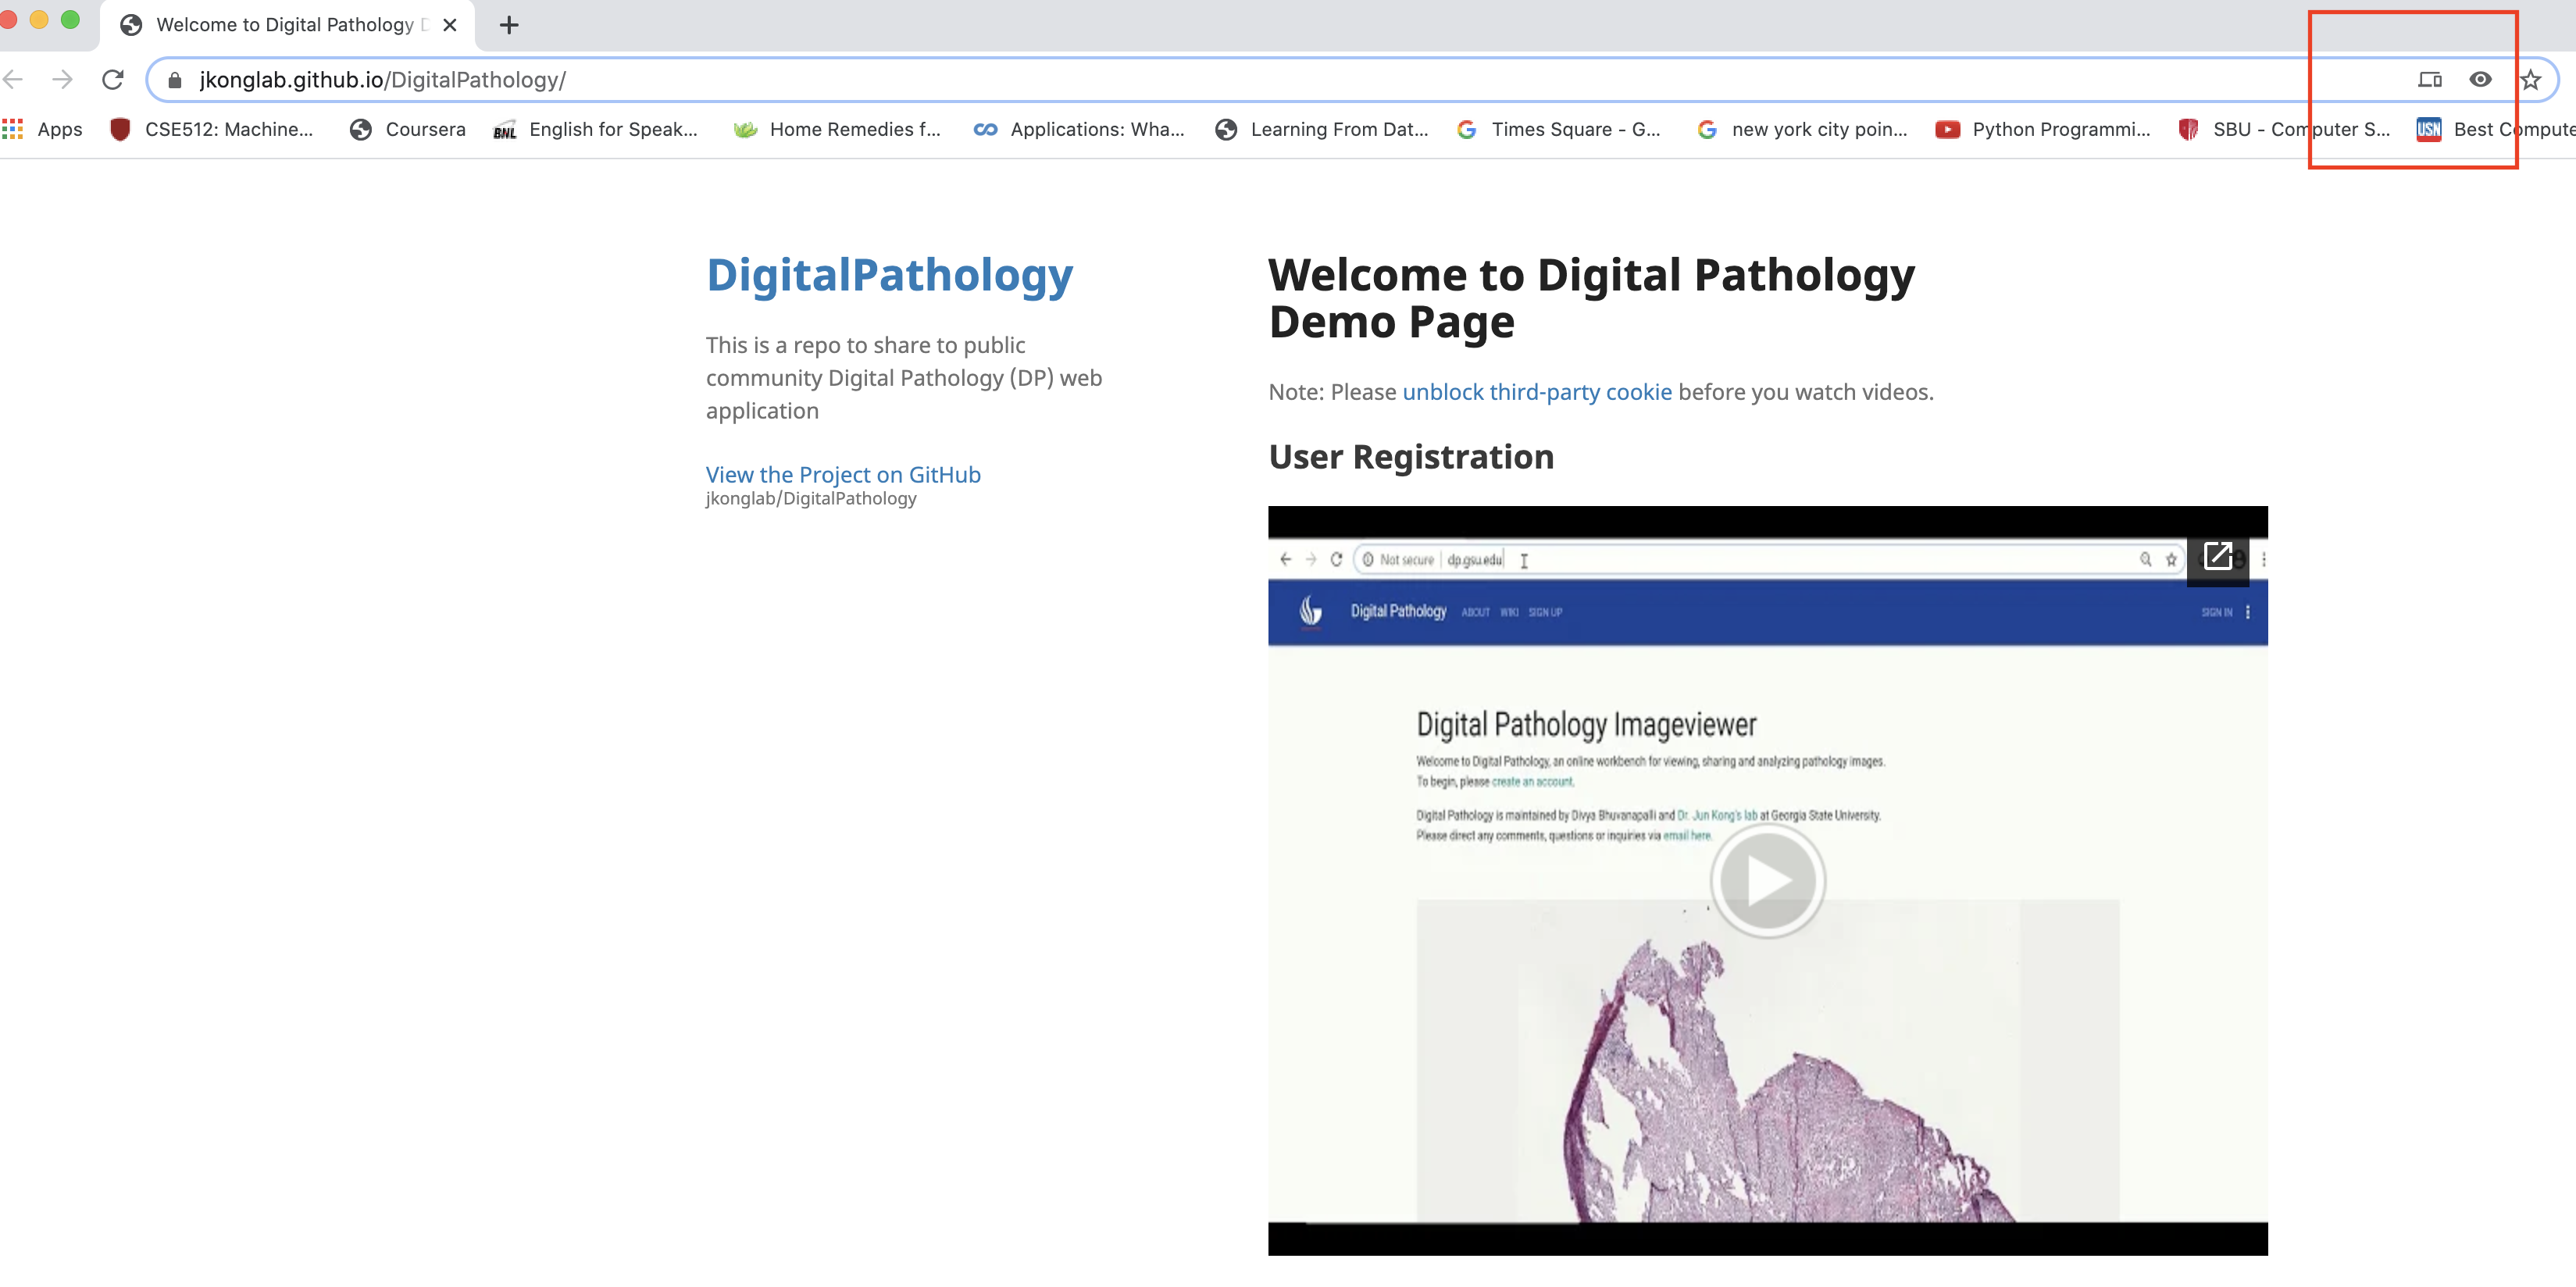 Welcome to Digital Pathology
jkonglab.github.io/DigitalPathology/
Apps CSE512: Machine... Coursera BNL English for Speak... Home Remedies f... Applications: Wha... Learning From Dat... Times Square - G... new york city poin... Python Programmi... SBU - Computer S... USN Best Compute
DigitalPathology
This is a repo to share to public
community Digital Pathology (DP) web
application
View the Project on GitHub
jkonglab/DigitalPathology
Welcome to Digital Pathology
Demo Page
Note: Please unblock third-party cookie before you watch videos.
User Registration
Not secure dp.gsu.edu
Digital Pathology ABOUT WIKI SIGN UP SIGN IN
Digital Pathology Imageviewer
Welcome to Digital Pathology, an online workbench for viewing, sharing and analyzing pathology images.
To begin, please create an account.
Digital Pathology is maintained by Divya Bhuvanapalli and Dr. Jun Kong's lab at Georgia State University.
Please direct any comments, questions or inquiries via email here.